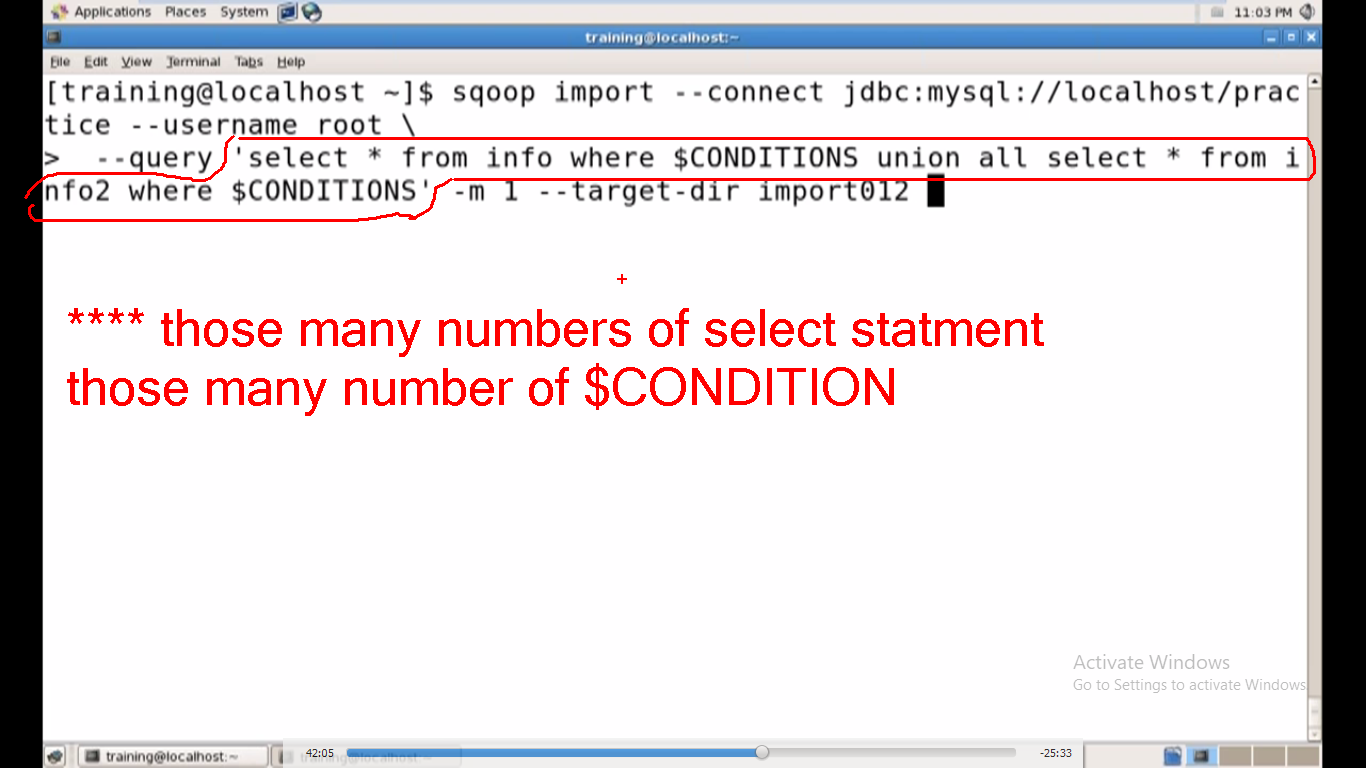 Applications Places System 11:03 PM
training@localhost:~
File Edit View Terminal Tabs Help
[training@localhost ~]$ sqoop import --connect jdbc:mysql://localhost/prac
tice --username root \
> --query 'select * from info where $CONDITIONS union all select * from i
nfo2 where $CONDITIONS' -m 1 --target-dir import012
**** those many numbers of select statment
those many number of $CONDITION
Activate Windows
Go to Settings to activate Windows
training@localhost:~ training@localhost:~ 42:05 -25:33